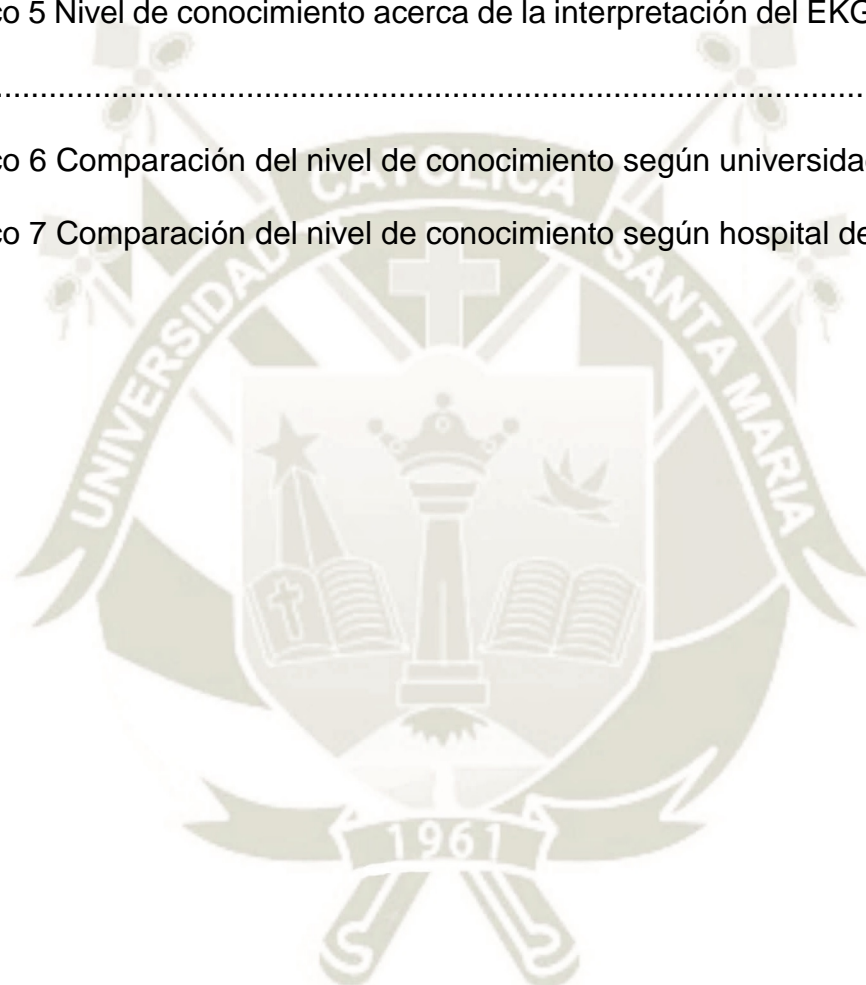 co 5 Nivel de conocimiento acerca de la interpretación del EKG
................................................................................................
co 6 Comparación del nivel de conocimiento según universida
co 7 Comparación del nivel de conocimiento según hospital de
UNIVERSIDAD CATOLICA SANTA MARIA
1961